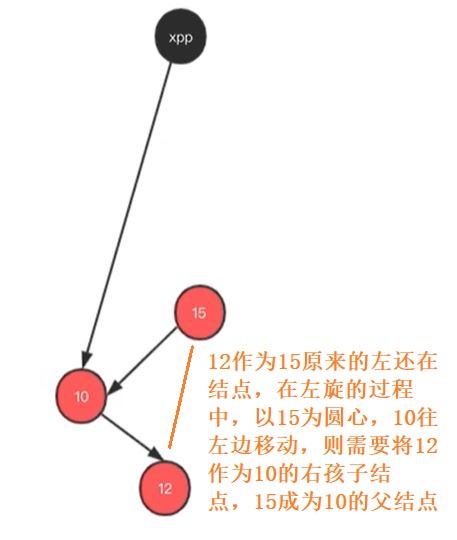 xpp
15
10
12
12作为15原来的左还在
结点，在左旋的过程
中，以15为圆心，10往
左边移动，则需要将12
作为10的右孩子结
点，15成为10的父结点